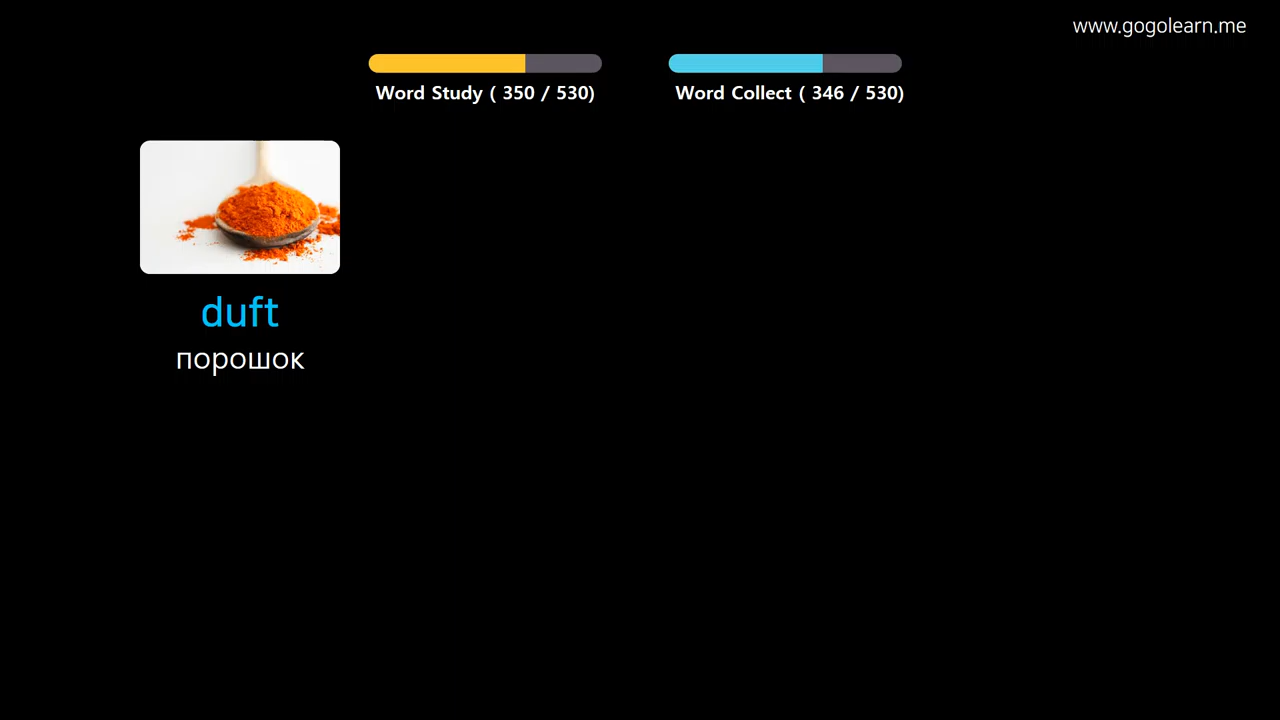 www.gogolearn.me
Word Study ( 350 / 530)
Word Collect ( 346 / 530)
duft
порошок